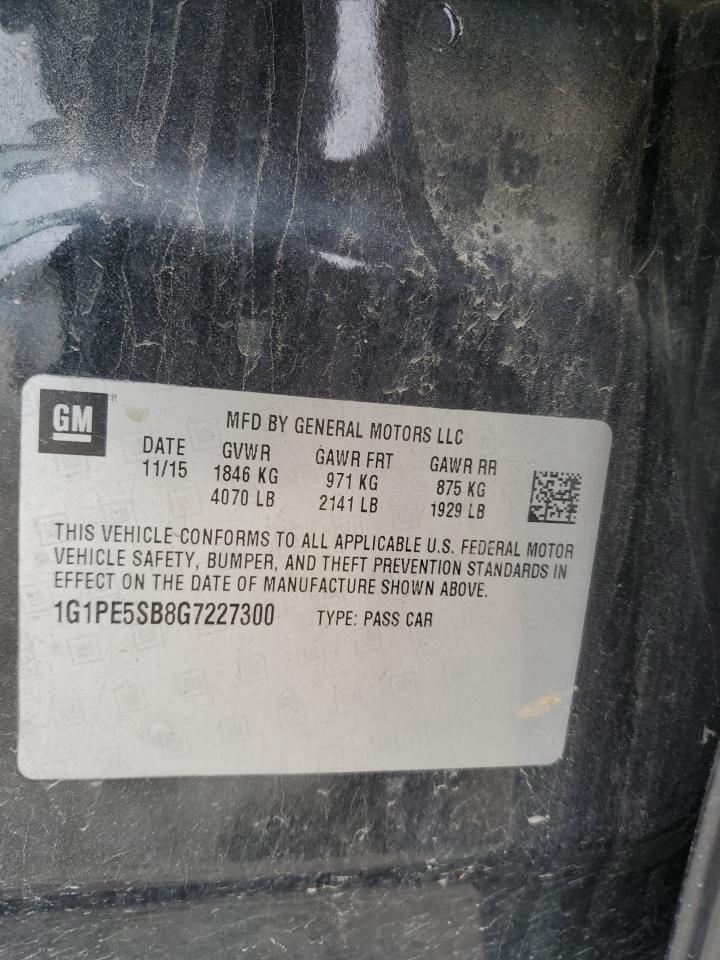 GM
MFD BY GENERAL MOTORS LLC
DATE GVWR GAWR FRT GAWR RR
11/15 1846 KG 971 KG 875 KG
4070 LB 2141 LB 1929 LB
THIS VEHICLE CONFORMS TO ALL APPLICABLE U.S. FEDERAL MOTOR
VEHICLE SAFETY, BUMPER, AND THEFT PREVENTION STANDARDS IN
EFFECT ON THE DATE OF MANUFACTURE SHOWN ABOVE.
1G1PE5SB8G7227300 TYPE: PASS CAR